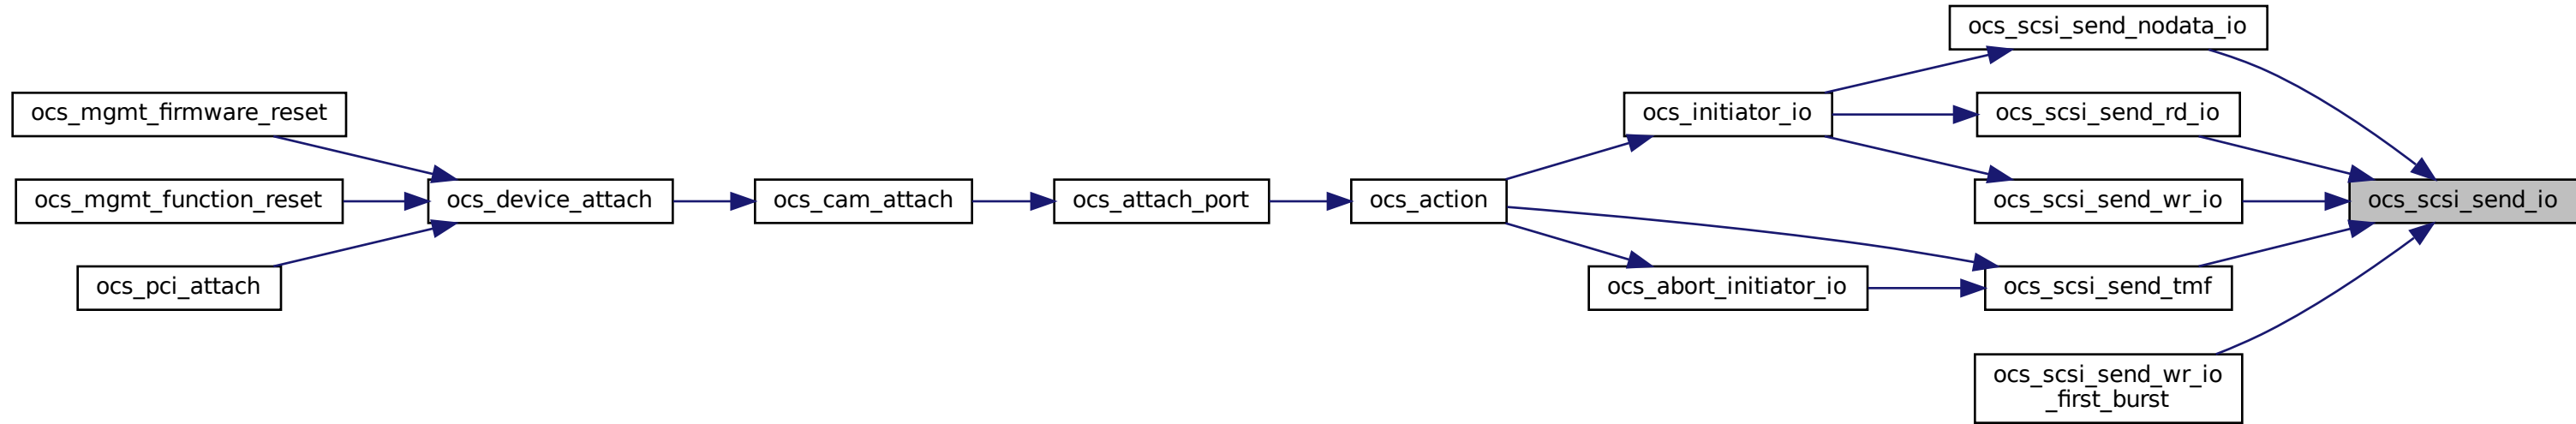 ocs_scsi_send_nodata_io
ocs_mgmt_firmware_reset
ocs_initiator_io
ocs_scsi_send_rd_io
ocs_mgmt_function_reset
ocs_device_attach
ocs_cam_attach
ocs_attach_port
ocs_action
ocs_scsi_send_wr_io
ocs_scsi_send_io
ocs_pci_attach
ocs_abort_initiator_io
ocs_scsi_send_tmf
ocs_scsi_send_wr_io
_first_burst